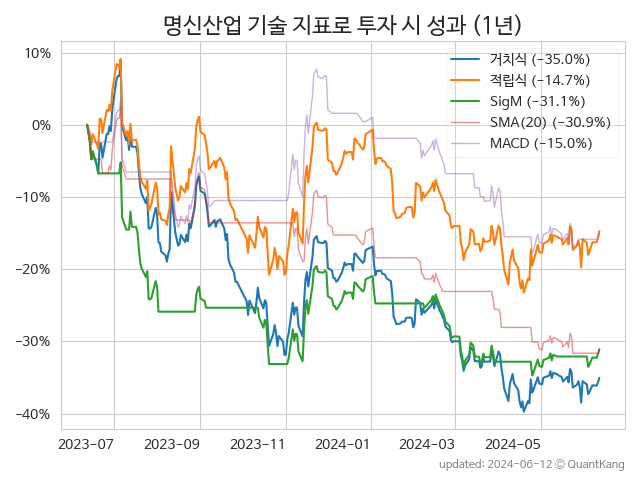 명신산업 기술 지표로 투자 시 성과 (1년)
거치식 (−35.0%)
적립식 (−14.7%)
SigM (−31.1%)
SMA(20) (−30.9%)
MACD (−15.0%)
10%
0%
−10%
−20%
−30%
−40%
2023-07
2023-09
2023-11
2024-01
2024-03
2024-05
updated: 2024-06-12 © QuantKang